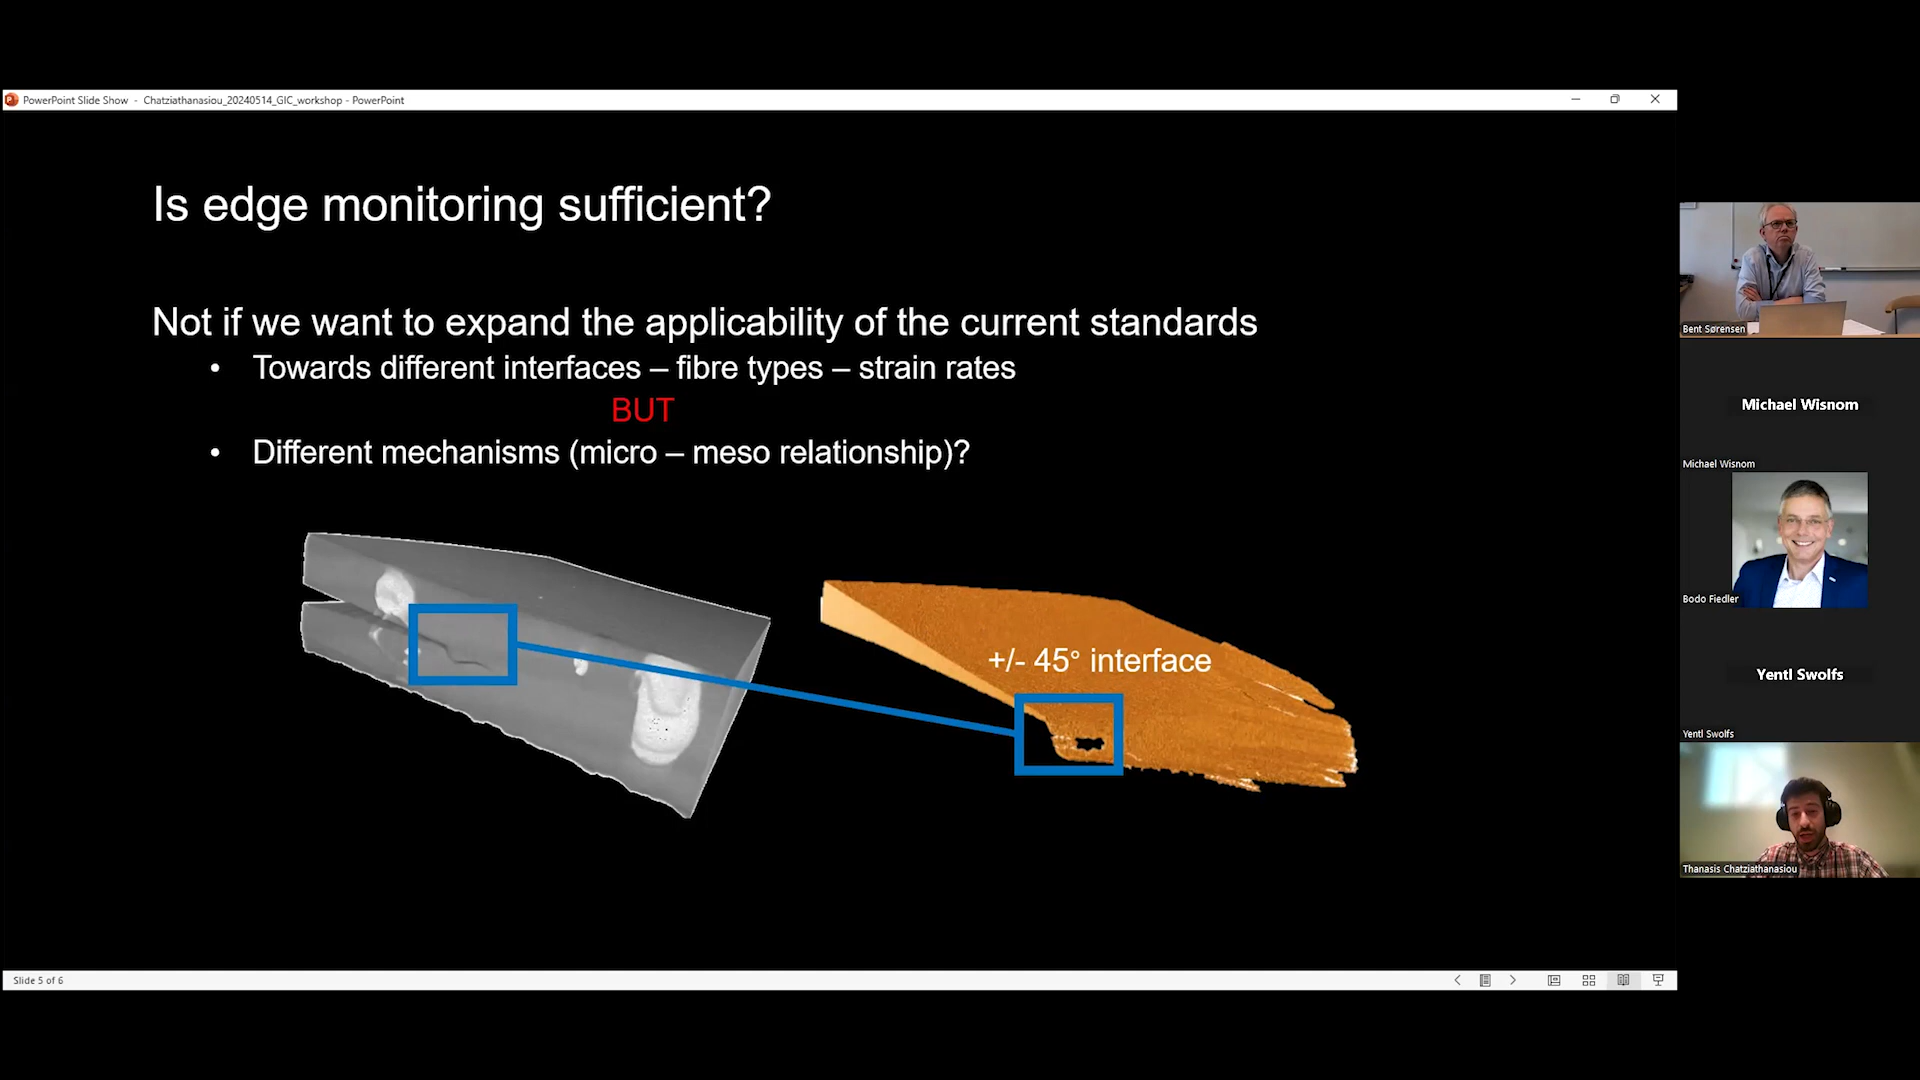 PowerPoint Slide Show - Chatziathanasiou_20240514_GIC_workshop - PowerPoint
Is edge monitoring sufficient?
Not if we want to expand the applicability of the current standards
• Towards different interfaces – fibre types – strain rates
BUT
• Different mechanisms (micro – meso relationship)?
+/- 45° interface
Slide 5 of 6
Bent Sørensen
Michael Wisnom
Michael Wisnom
Bodo Fiedler
Yentl Swolfs
Yentl Swolfs
Thanasis Chatziathanasiou